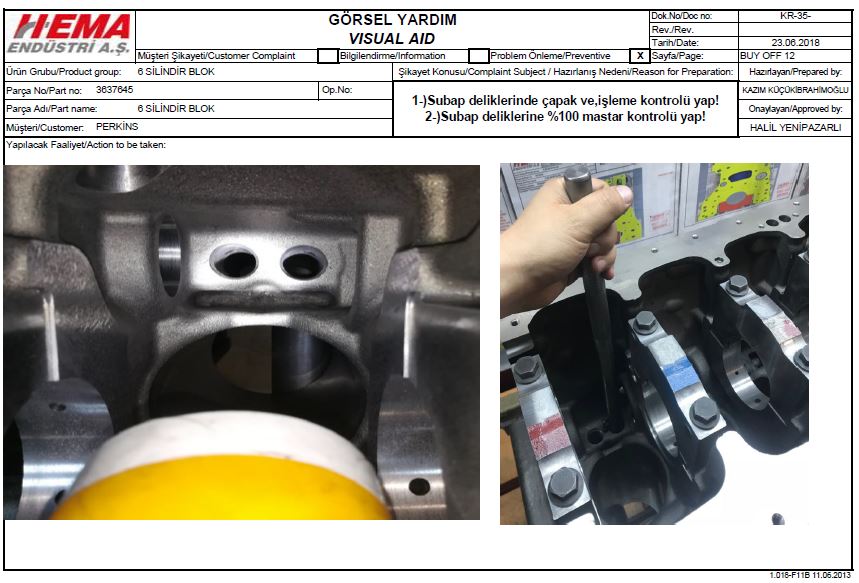 HEMA
ENDÜSTRİ A.Ş.
GÖRSEL YARDIM
VISUAL AID
Dok.No/Doc no: KR-35-
Rev./Rev.
Tarih/Date: 23.06.2018
Müşteri Şikayeti/Customer Complaint Bilgilendirme/Information Problem Önleme/Preventive X Sayfa/Page: BUY OFF 12
Ürün Grubu/Product group: 6 SİLİNDİR BLOK Şikayet Konusu/Complaint Subject / Hazırlanış Nedeni/Reason for Preparation: Hazırlayan/Prepared by:
Parça No/Part no: 3637645 Op.No:
KAZIM KÜÇÜKİBRAHİMOĞLU
1-)Subap deliklerinde çapak ve,işleme kontrolü yap!
2-)Subap deliklerine %100 mastar kontrolü yap!
Parça Adı/Part name: 6 SİLİNDİR BLOK
Onaylayan/Approved by:
Müşteri/Customer: PERKİNS
HALİL YENİPAZARLI
Yapılacak Faaliyet/Action to be taken:
1.018-F11B 11.06.2013